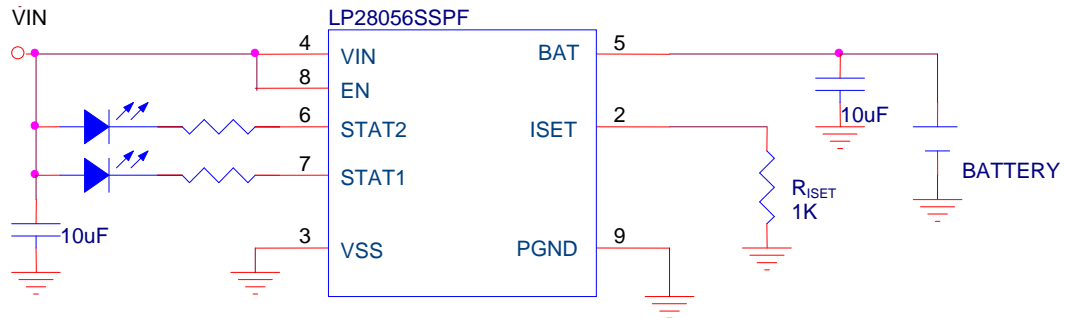 VIN
LP28056SSPF
4 VIN
8 EN
6 STAT2
7 STAT1
3 VSS
BAT 5
ISET 2
PGND 9
10uF
10uF
BATTERY
RISET
1K